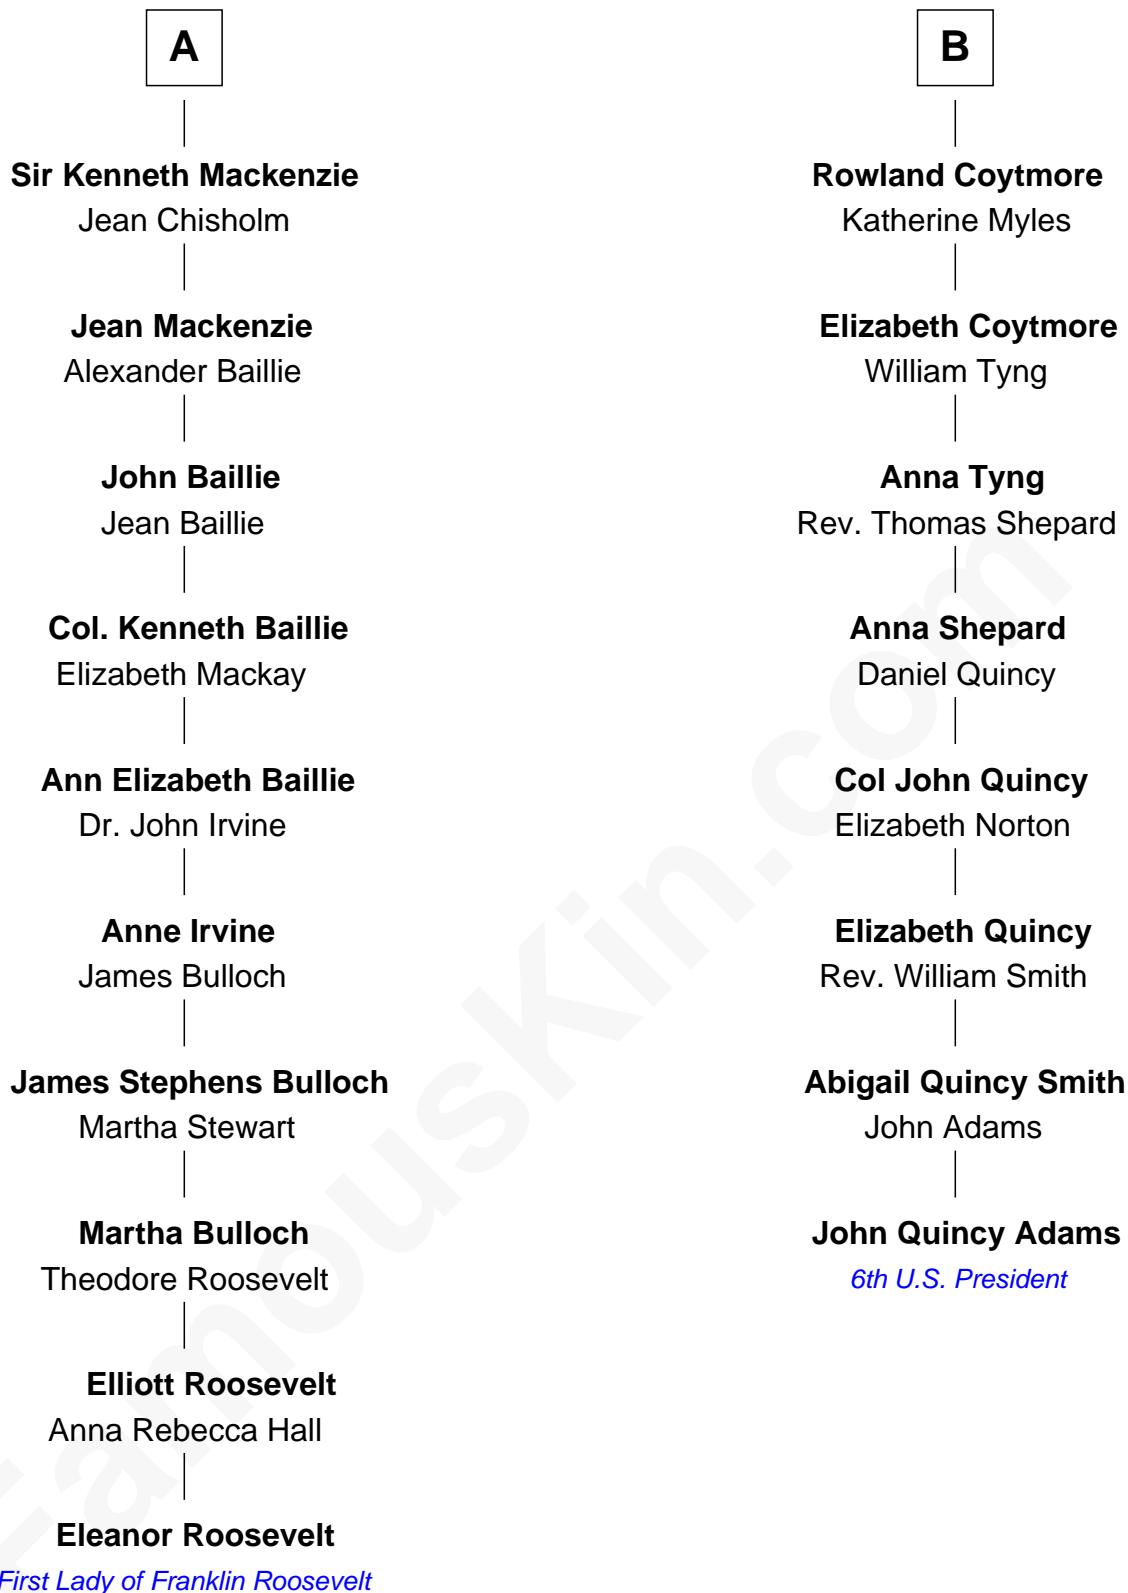 A
B
Sir Kenneth Mackenzie
Jean Chisholm
Jean Mackenzie
Alexander Baillie
John Baillie
Jean Baillie
Col. Kenneth Baillie
Elizabeth Mackay
Ann Elizabeth Baillie
Dr. John Irvine
Anne Irvine
James Bulloch
James Stephens Bulloch
Martha Stewart
Martha Bulloch
Theodore Roosevelt
Elliott Roosevelt
Anna Rebecca Hall
Eleanor Roosevelt
First Lady of Franklin Roosevelt
Rowland Coytmore
Katherine Myles
Elizabeth Coytmore
William Tyng
Anna Tyng
Rev. Thomas Shepard
Anna Shepard
Daniel Quincy
Col John Quincy
Elizabeth Norton
Elizabeth Quincy
Rev. William Smith
Abigail Quincy Smith
John Adams
John Quincy Adams
6th U.S. President
FamousKin.com